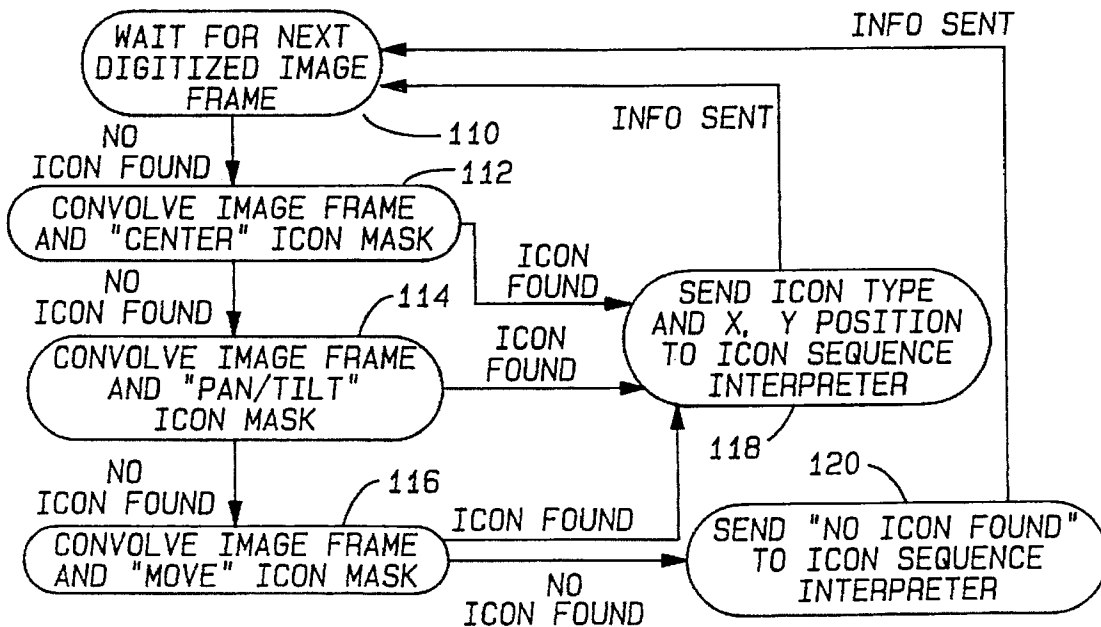 WAIT FOR NEXT
DIGITIZED IMAGE
FRAME
INFO SENT
INFO SENT
110
NO
ICON FOUND
112
CONVOLVE IMAGE FRAME
AND "CENTER" ICON MASK
ICON
FOUND
NO
ICON FOUND
114
CONVOLVE IMAGE FRAME
AND "PAN/TILT"
ICON MASK
ICON
FOUND
SEND ICON TYPE
AND X, Y POSITION
TO ICON SEQUENCE
INTERPRETER
118
NO
ICON FOUND
116
CONVOLVE IMAGE FRAME
AND "MOVE" ICON MASK
ICON FOUND
NO
ICON FOUND
120
SEND "NO ICON FOUND"
TO ICON SEQUENCE
INTERPRETER